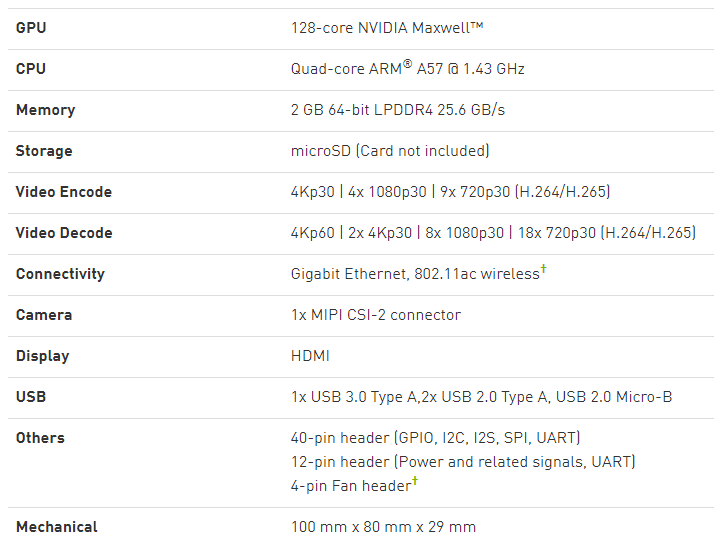 GPU 128-core NVIDIA Maxwell™
CPU Quad-core ARM® A57 @ 1.43 GHz
Memory 2 GB 64-bit LPDDR4 25.6 GB/s
Storage microSD (Card not included)
Video Encode 4Kp30 | 4x 1080p30 | 9x 720p30 (H.264/H.265)
Video Decode 4Kp60 | 2x 4Kp30 | 8x 1080p30 | 18x 720p30 (H.264/H.265)
Connectivity Gigabit Ethernet, 802.11ac wireless†
Camera 1x MIPI CSI-2 connector
Display HDMI
USB 1x USB 3.0 Type A,2x USB 2.0 Type A, USB 2.0 Micro-B
Others 40-pin header (GPIO, I2C, I2S, SPI, UART)
12-pin header (Power and related signals, UART)
4-pin Fan header†
Mechanical 100 mm x 80 mm x 29 mm